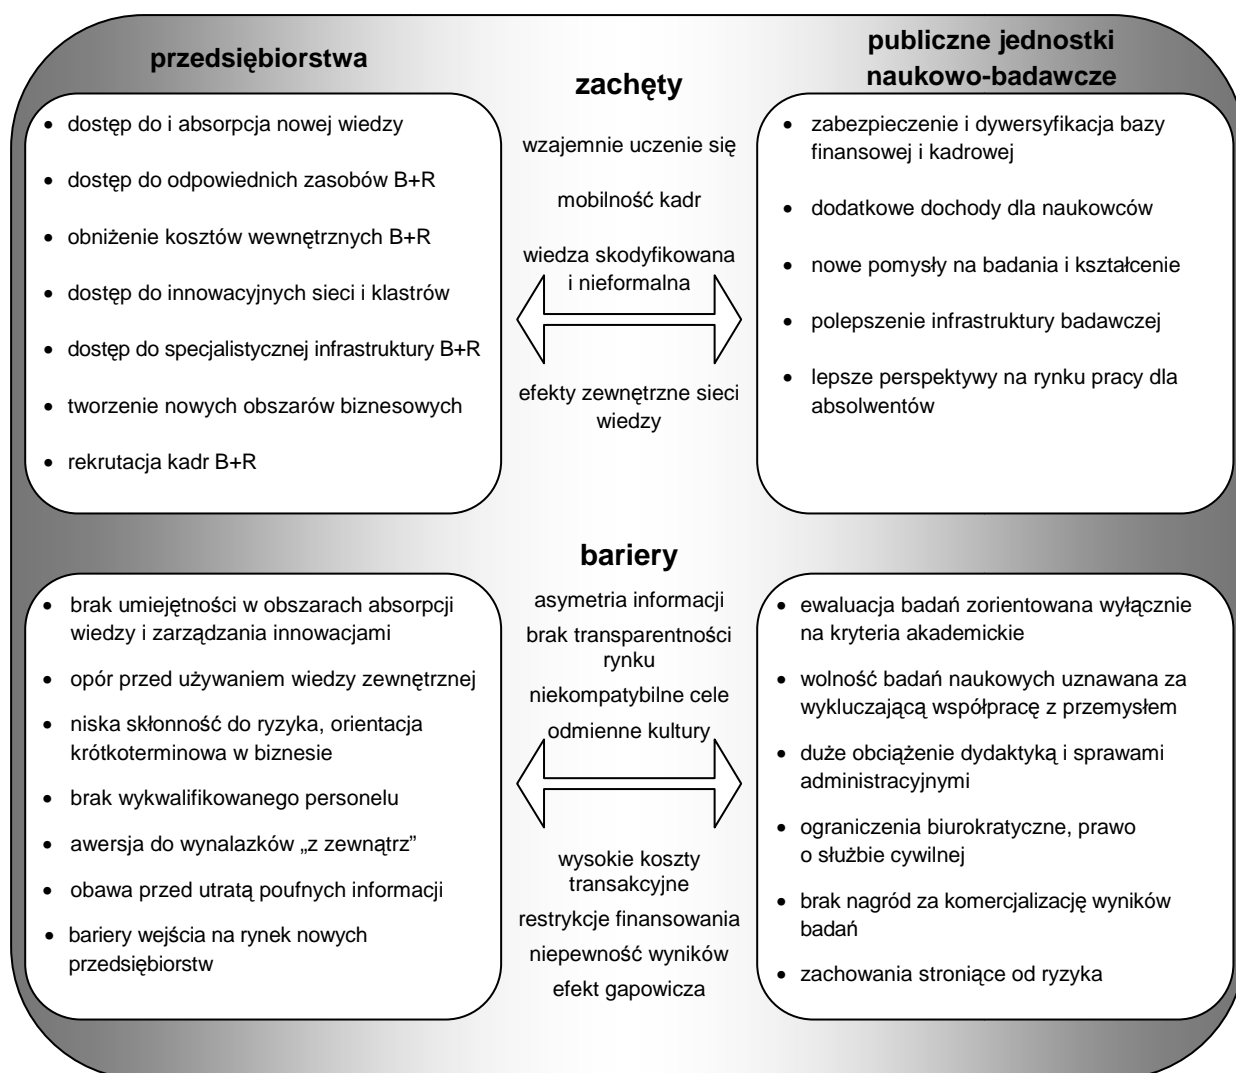 przedsiębiorstwa
publiczne jednostki
naukowo-badawcze
zachęty
• dostęp do i absorpcja nowej wiedzy
• dostęp do odpowiednich zasobów B+R
• obniżenie kosztów wewnętrznych B+R
• dostęp do innowacyjnych sieci i klastrów
• dostęp do specjalistycznej infrastruktury B+R
• tworzenie nowych obszarów biznesowych
• rekrutacja kadr B+R
wzajemnie uczenie się
mobilność kadr
wiedza skodyfikowana
i nieformalna
efekty zewnętrzne sieci
wiedzy
• zabezpieczenie i dywersyfikacja bazy
finansowej i kadrowej
• dodatkowe dochody dla naukowców
• nowe pomysły na badania i kształcenie
• polepszenie infrastruktury badawczej
• lepsze perspektywy na rynku pracy dla
absolwentów
bariery
• brak umiejętności w obszarach absorpcji
wiedzy i zarządzania innowacjami
• opór przed używaniem wiedzy zewnętrznej
• niska skłonność do ryzyka, orientacja
krótkoterminowa w biznesie
• brak wykwalifikowanego personelu
• awersja do wynalazków „z zewnątrz”
• obawa przed utratą poufnych informacji
• bariery wejścia na rynek nowych
przedsiębiorstw
asymetria informacji
brak transparentności
rynku
niekompatybilne cele
odmienne kultury
wysokie koszty
transakcyjne
restrykcje finansowania
niepewność wyników
efekt gapowicza
• ewaluacja badań zorientowana wyłącznie
na kryteria akademickie
• wolność badań naukowych uznawana za
wykluczającą współpracę z przemysłem
• duże obciążenie dydaktyką i sprawami
administracyjnymi
• ograniczenia biurokratyczne, prawo
o służbie cywilnej
• brak nagród za komercjalizację wyników
badań
• zachowania stroniące od ryzyka